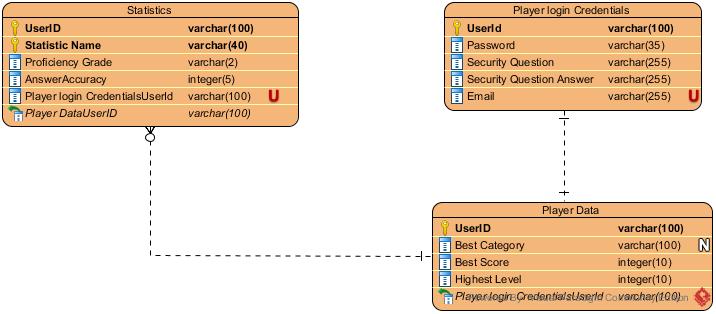 Statistics
UserID varchar(100)
Statistic Name varchar(40)
Proficiency Grade varchar(2)
AnswerAccuracy integer(5)
Player login CredentialsUserId varchar(100) U
Player DataUserID varchar(100)
Player login Credentials
UserId varchar(100)
Password varchar(35)
Security Question varchar(255)
Security Question Answer varchar(255)
Email varchar(255) U
Player Data
UserID varchar(100)
Best Category varchar(100) N
Best Score integer(10)
Highest Level integer(10)
Player login CredentialsUserId varchar(100)